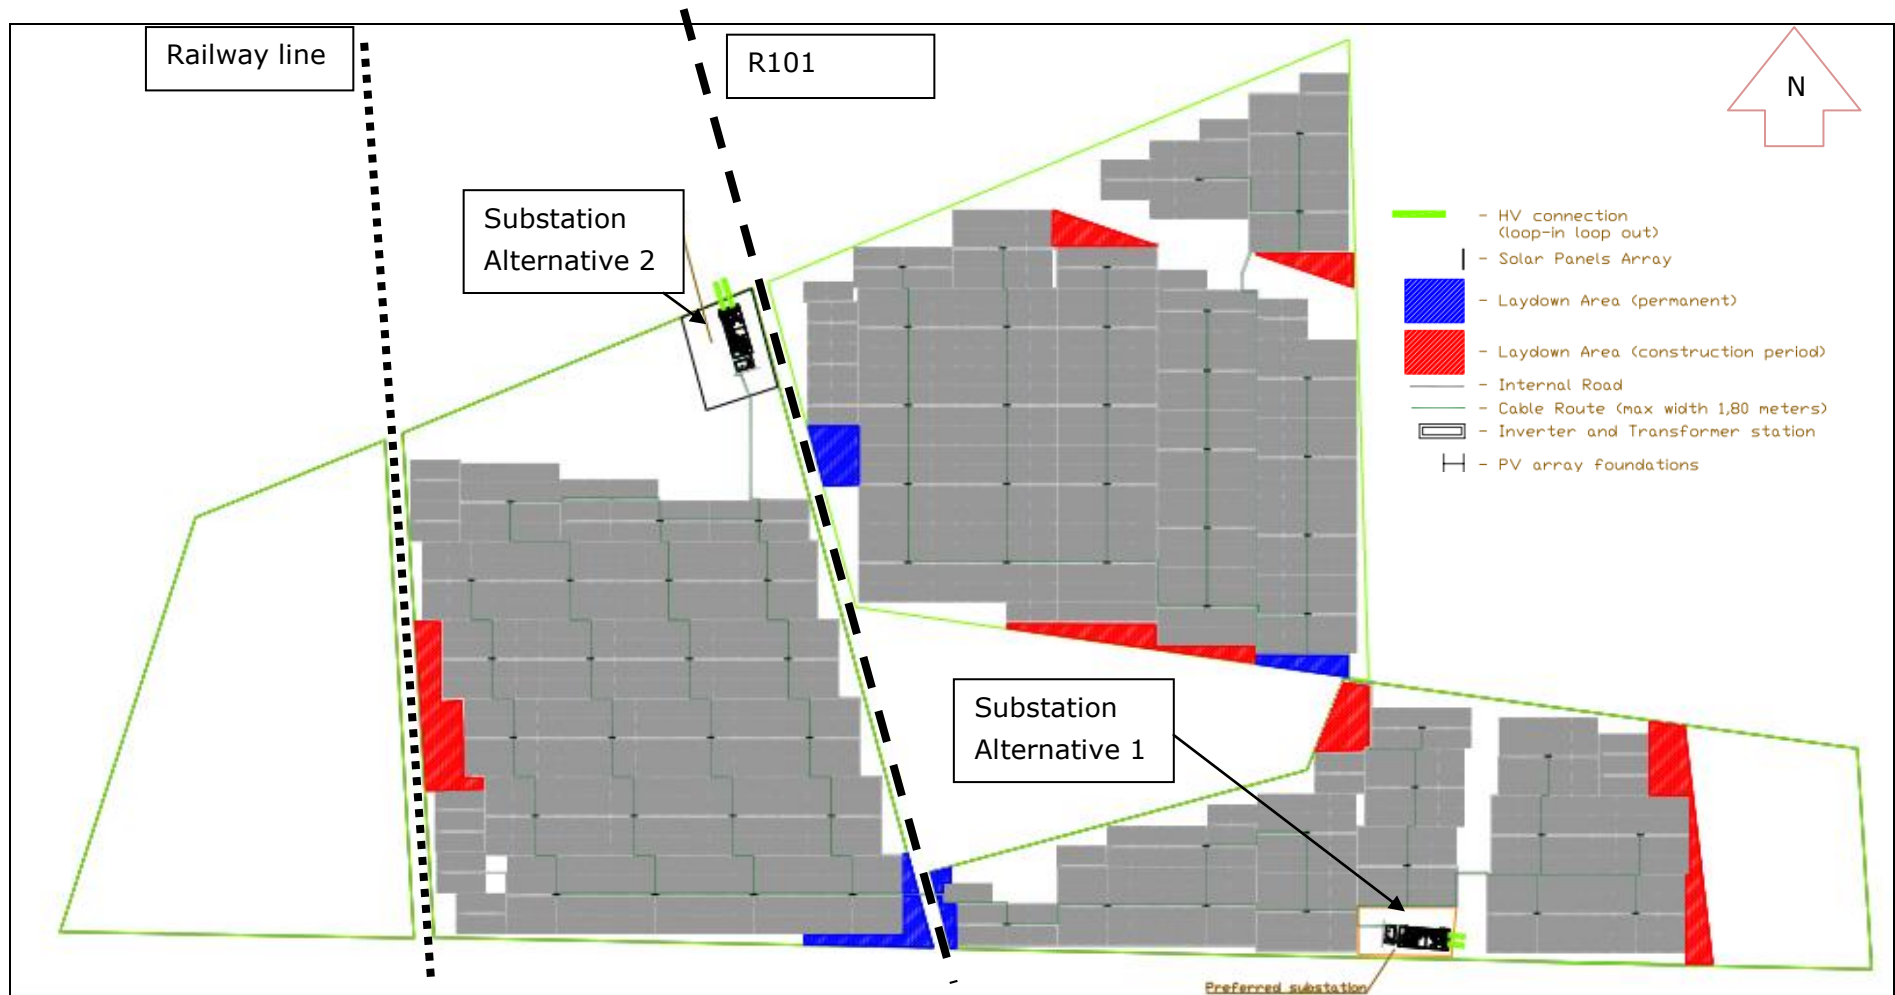 Railway line
R101
N
Substation
Alternative 2
- HV connection
(loop-in loop out)
- Solar Panels Array
- Laydown Area (permanent)
- Laydown Area (construction period)
- Internal Road
- Cable Route (max width 1,80 meters)
- Inverter and Transformer station
- PV array foundations
Substation
Alternative 1
Preferred substation